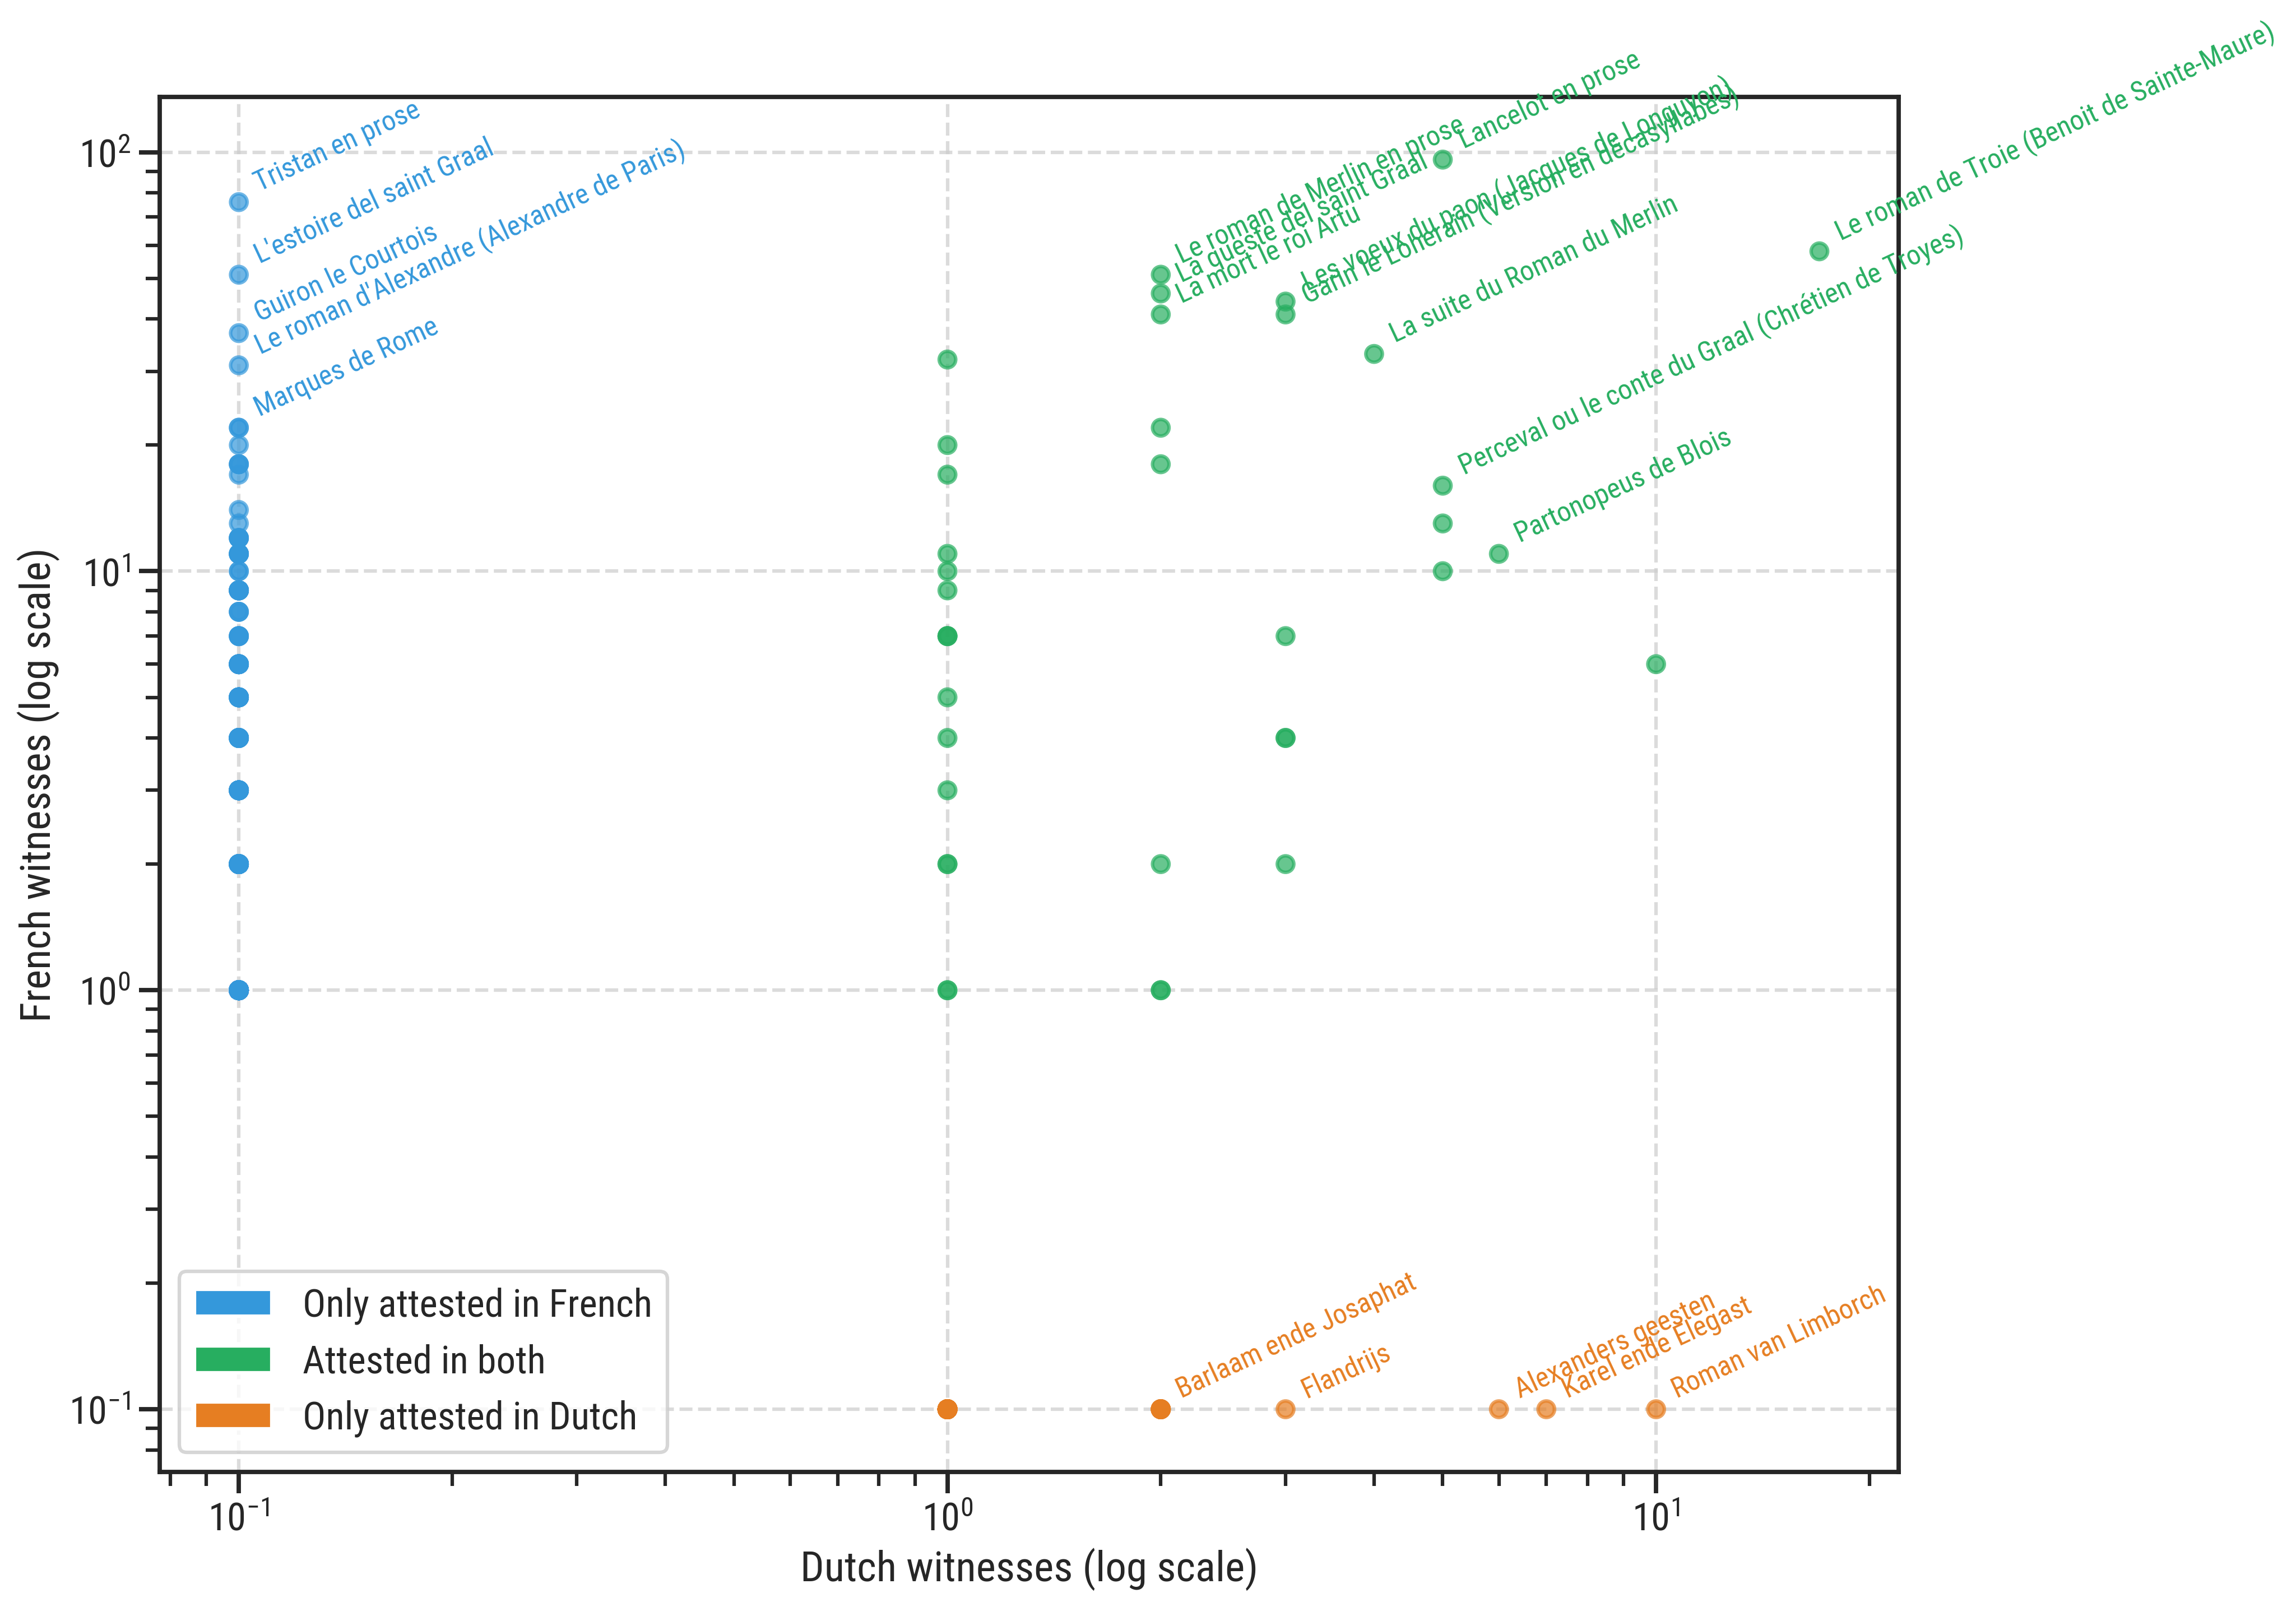 Tristan en prose
L'estoire del saint Graal
Guiron le Courtois
Le roman d'Alexandre (Alexandre de Paris)
Marques de Rome
Lancelot en prose
Le roman de Troie (Benoit de Sainte-Maure)
Le roman de Merlin en prose
La queste del saint Graal
La mort le roi Artu
Les voeux du paon (Jacques de Longuyon)
Garin le Loherain (Version en décasyllabes)
La suite du Roman du Merlin
Perceval ou le conte du Graal (Chrétien de Troyes)
Partonopeus de Blois
Barlaam ende Josaphat
Flandrijs
Alexanders geesten
Karel ende Elegast
Roman van Limborch
10²
10¹
10⁰
10⁻¹
French witnesses (log scale)
Only attested in French
Attested in both
Only attested in Dutch
10⁻¹
10⁰
10¹
Dutch witnesses (log scale)